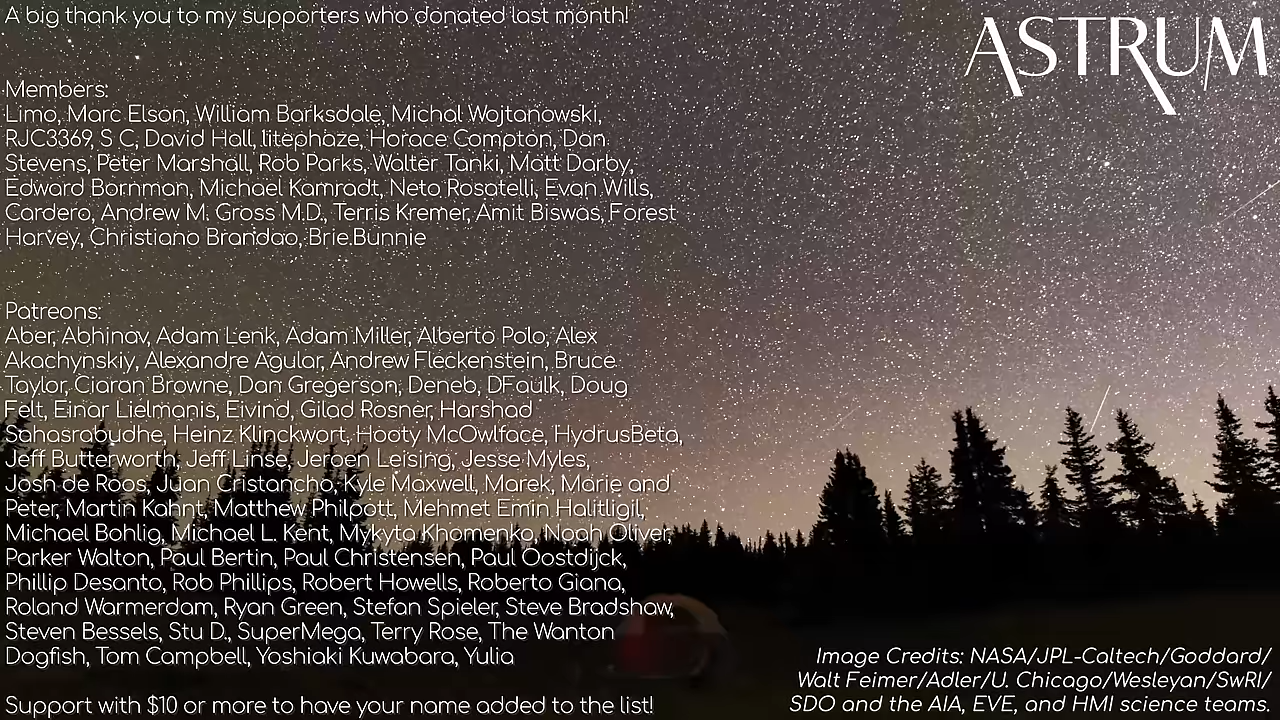 A big thank you to my supporters who donated last month!
ASTRUM
Members:
Limo, Marc Elson, William Barksdale, Michal Wojtanowski,
RJC3369, S C, David Hall, litephaze, Horace Compton, Dan
Stevens, Peter Marshall, Rob Parks, Walter Tanki, Matt Darby,
Edward Bornman, Michael Kamradt, Neto Rosatelli, Evan Wills,
Cardero, Andrew M. Gross M.D., Terris Kremer, Amit Biswas, Forest
Harvey, Christiano Brandao, Brie.Bunnie
Patreons:
Aber, Abhinav, Adam Lenk, Adam Miller, Alberto Polo, Alex
Akachynskiy, Alexandre Agular, Andrew Fleckenstein, Bruce
Taylor, Ciaran Browne, Dan Gregerson, Deneb, DFaulk, Doug
Felt, Einar Lielmanis, Eivind, Gilad Rosner, Harshad
Sahasrabudhe, Heinz Klinckwort, Hooty McOwlface, HydrusBeta,
Jeff Butterworth, Jeff Linse, Jeroen Leising, Jesse Myles,
Josh de Roos, Juan Cristancho, Kyle Maxwell, Marek, Marie and
Peter, Martin Kahnt, Matthew Philpott, Mehmet Emin Halitligil,
Michael Bohlig, Michael L. Kent, Mykyta Khomenko, Noah Oliver,
Parker Walton, Paul Bertin, Paul Christensen, Paul Oostdijck,
Phillip Desanto, Rob Phillips, Robert Howells, Roberto Giana,
Roland Warmerdam, Ryan Green, Stefan Spieler, Steve Bradshaw,
Steven Bessels, Stu D., SuperMega, Terry Rose, The Wanton
Dogfish, Tom Campbell, Yoshiaki Kuwabara, Yulia
Support with $10 or more to have your name added to the list!
Image Credits: NASA/JPL-Caltech/Goddard/
Walt Feimer/Adler/U. Chicago/Wesleyan/SwRI/
SDO and the AIA, EVE, and HMI science teams.